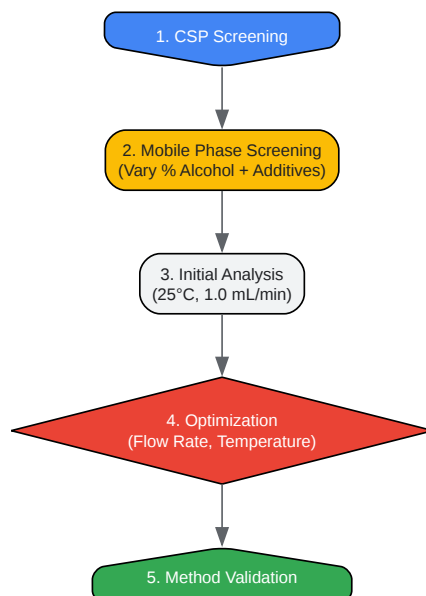 1. CSP Screening
2. Mobile Phase Screening
(Vary % Alcohol + Additives)
3. Initial Analysis
(25°C, 1.0 mL/min)
4. Optimization
(Flow Rate, Temperature)
5. Method Validation